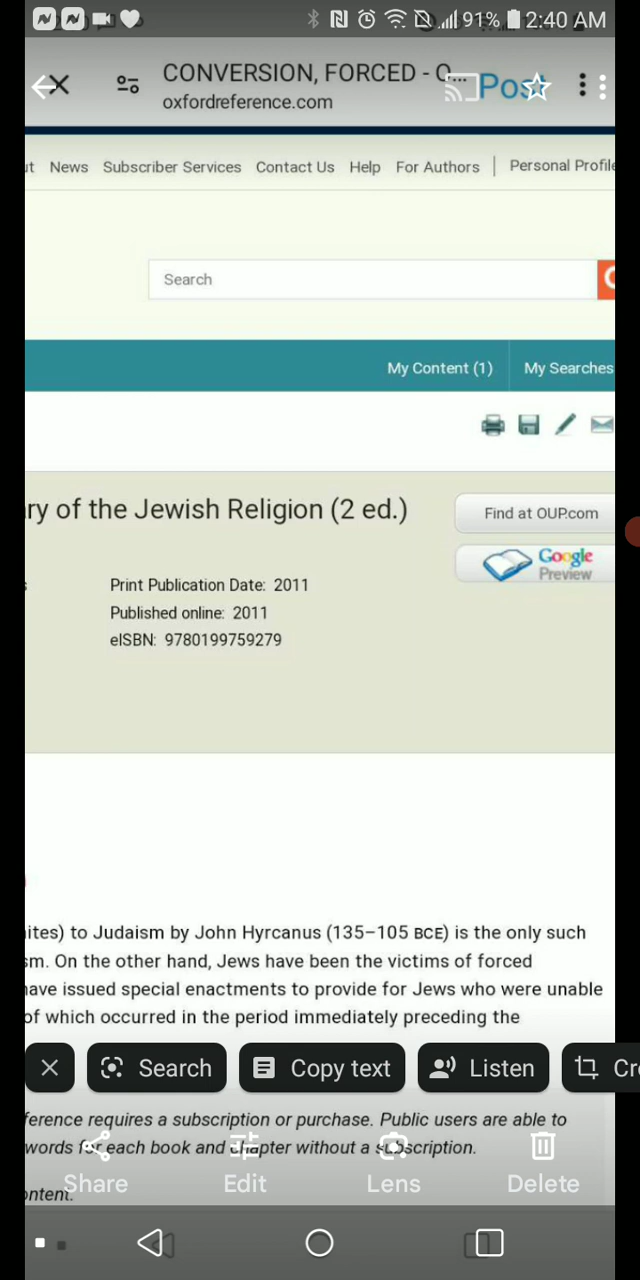 91% 2:40 AM
CONVERSION, FORCED - O...
oxfordreference.com
Post
ut News Subscriber Services Contact Us Help For Authors | Personal Profile
Search
My Content (1) My Searches
ry of the Jewish Religion (2 ed.)
Find at OUP.com
Google
Preview
Print Publication Date: 2011
Published online: 2011
eISBN: 9780199759279
ites) to Judaism by John Hyrcanus (135–105 BCE) is the only such
sm. On the other hand, Jews have been the victims of forced
ave issued special enactments to provide for Jews who were unable
of which occurred in the period immediately preceding the
Search Copy text Listen Cr
ference requires a subscription or purchase. Public users are able to
words for each book and chapter without a subscription.
Share Edit Lens Delete
ontent.